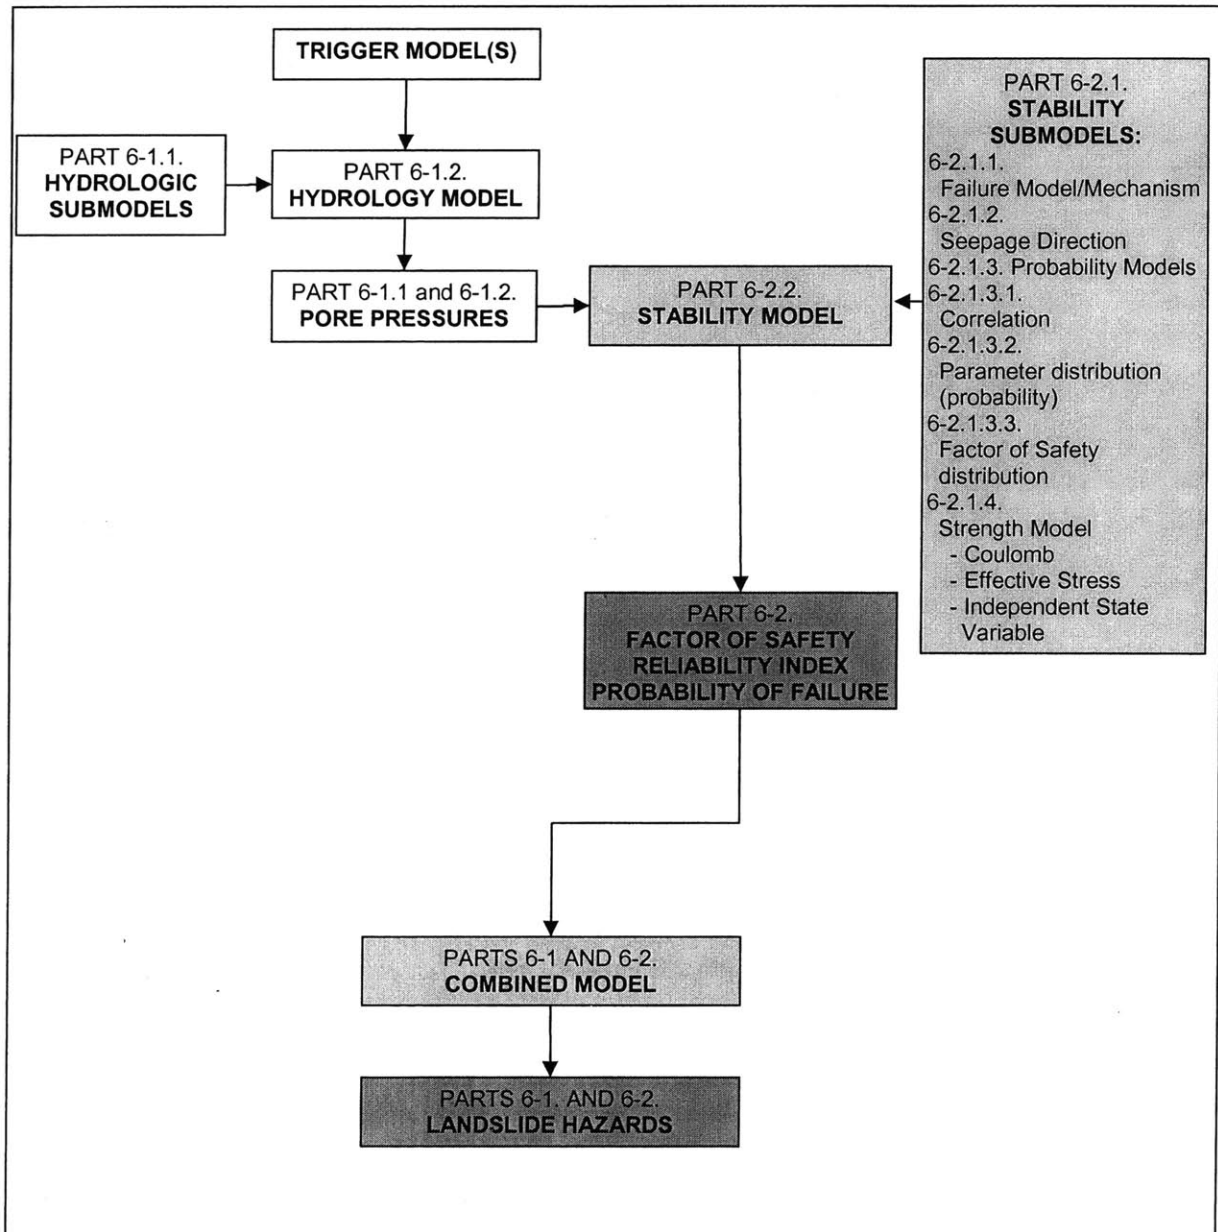 TRIGGER MODEL(S)
PART 6-1.1.
HYDROLOGIC
SUBMODELS
PART 6-1.2.
HYDROLOGY MODEL
PART 6-1.1 and 6-1.2.
PORE PRESSURES
PART 6-2.2.
STABILITY MODEL
PART 6-2.1.
STABILITY
SUBMODELS:
6-2.1.1.
Failure Model/Mechanism
6-2.1.2.
Seepage Direction
6-2.1.3. Probability Models
6-2.1.3.1.
Correlation
6-2.1.3.2.
Parameter distribution
(probability)
6-2.1.3.3.
Factor of Safety
distribution
6-2.1.4.
Strength Model
- Coulomb
- Effective Stress
- Independent State
Variable
PART 6-2.
FACTOR OF SAFETY
RELIABILITY INDEX
PROBABILITY OF FAILURE
PARTS 6-1 AND 6-2.
COMBINED MODEL
PARTS 6-1. AND 6-2.
LANDSLIDE HAZARDS